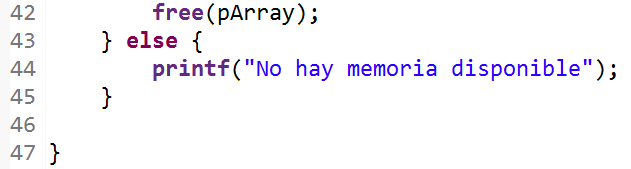 42         free(pArray);
43     } else {
44         printf("No hay memoria disponible");
45     }
46
47 }